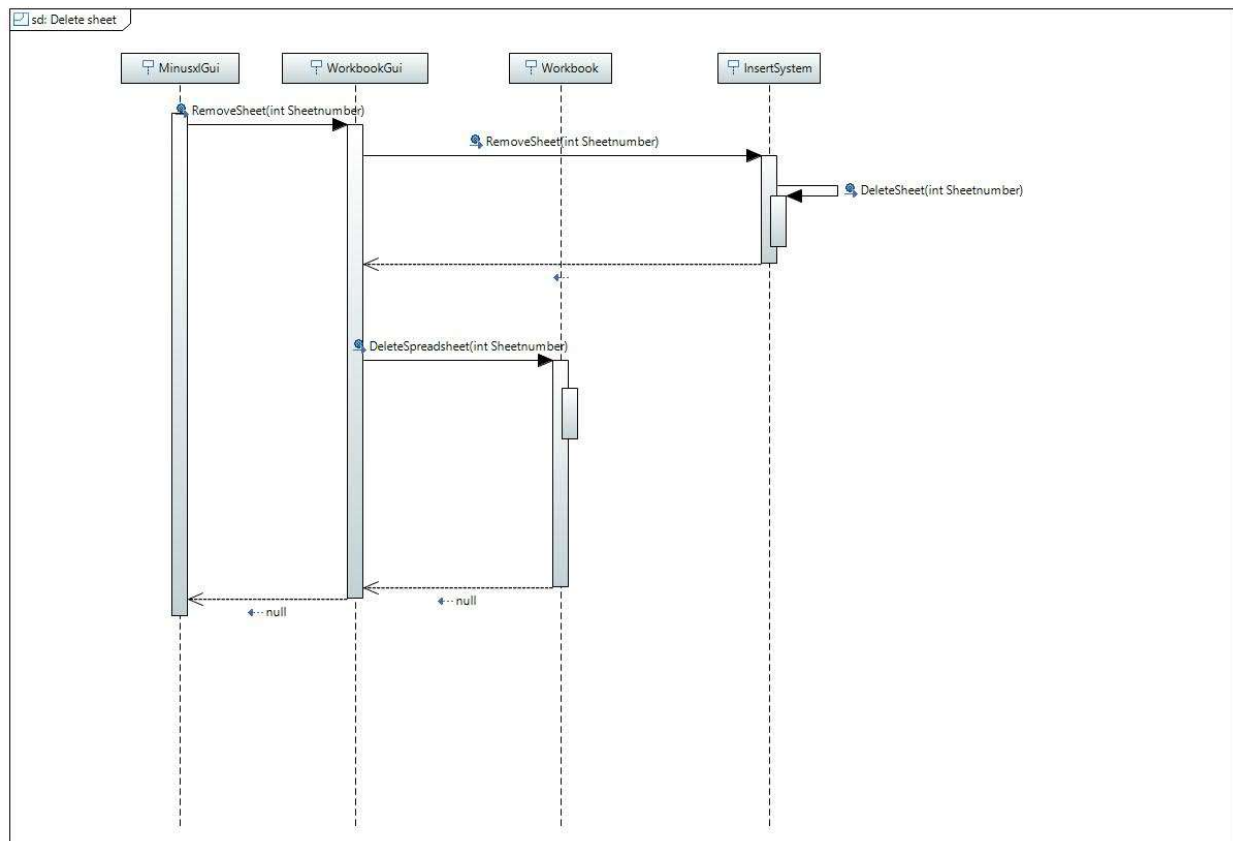 sd: Delete sheet
MinusxlGui
WorkbookGui
Workbook
InsertSystem
RemoveSheet(int Sheetnumber)
RemoveSheet(int Sheetnumber)
DeleteSheet(int Sheetnumber)
DeleteSpreadsheet(int Sheetnumber)
null
null